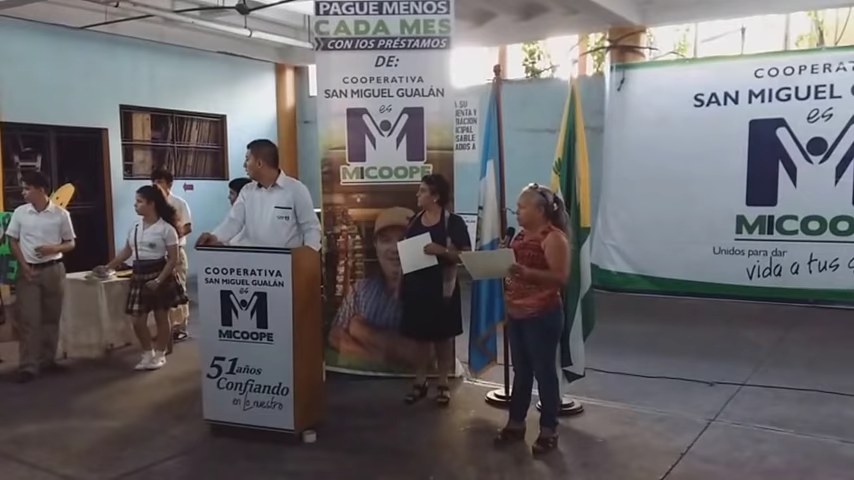 PAGUE MENOS
CADA MES
CON LOS PRÉSTAMOS
DE:
COOPERATIVA
SAN MIGUEL GUALÁN
es
MICOOPE
COOPERATIVA
SAN MIGUEL GUALÁN
es
MICOOPE
51 años
Confiando
en lo nuestro
COOPERA
SAN MIGUEL G
es
MICOO
Unidos para dar
vida a tus